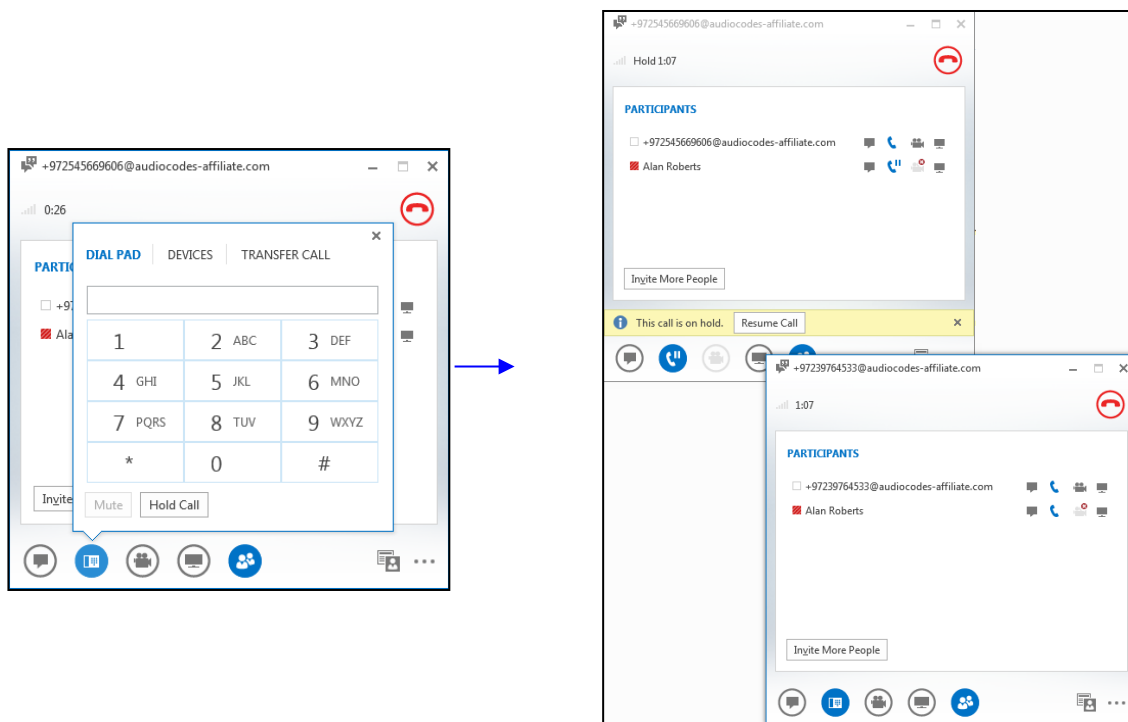 +972545669606@audiocodes-affiliate.com
0:26
DIAL PAD DEVICES TRANSFER CALL
PARTI
+97
Ala
1 2 ABC 3 DEF
4 GHI 5 JKL 6 MNO
7 PQRS 8 TUV 9 WXYZ
* 0 #
Invite
Mute Hold Call
+972545669606@audiocodes-affiliate.com
Hold 1:07
PARTICIPANTS
+972545669606@audiocodes-affiliate.com
Alan Roberts
Invite More People
This call is on hold. Resume Call
+97239764533@audiocodes-affiliate.com
1:07
PARTICIPANTS
+97239764533@audiocodes-affiliate.com
Alan Roberts
Invite More People